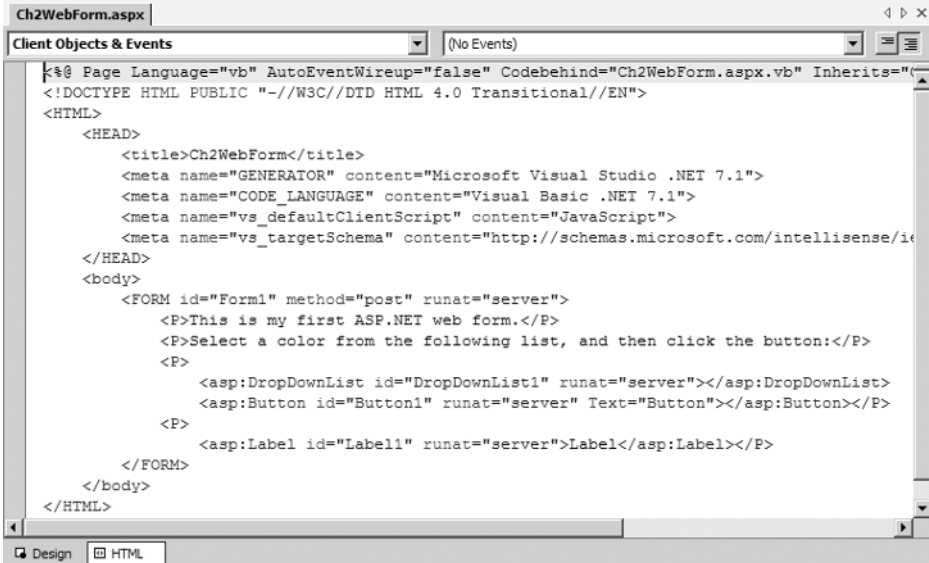 Ch2WebForm.aspx
Client Objects & Events (No Events)
<%@ Page Language="vb" AutoEventWireup="false" Codebehind="Ch2WebForm.aspx.vb" Inherits="
<!DOCTYPE HTML PUBLIC "-//W3C//DTD HTML 4.0 Transitional//EN">
<HTML>
<HEAD>
<title>Ch2WebForm</title>
<meta name="GENERATOR" content="Microsoft Visual Studio .NET 7.1">
<meta name="CODE_LANGUAGE" content="Visual Basic .NET 7.1">
<meta name="vs_defaultClientScript" content="JavaScript">
<meta name="vs_targetSchema" content="http://schemas.microsoft.com/intellisense/ie
</HEAD>
<body>
<FORM id="Form1" method="post" runat="server">
<P>This is my first ASP.NET web form.</P>
<P>Select a color from the following list, and then click the button:</P>
<P>
<asp:DropDownList id="DropDownList1" runat="server"></asp:DropDownList>
<asp:Button id="Button1" runat="server" Text="Button"></asp:Button></P>
<P>
<asp:Label id="Label1" runat="server">Label</asp:Label></P>
</FORM>
</body>
</HTML>
Design HTML